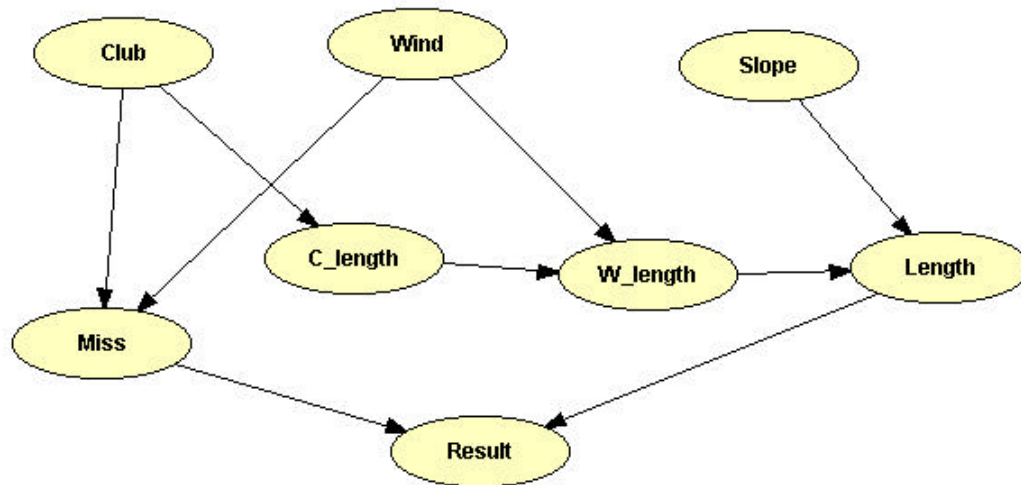 Club
Wind
Slope
C_length
W_length
Length
Miss
Result